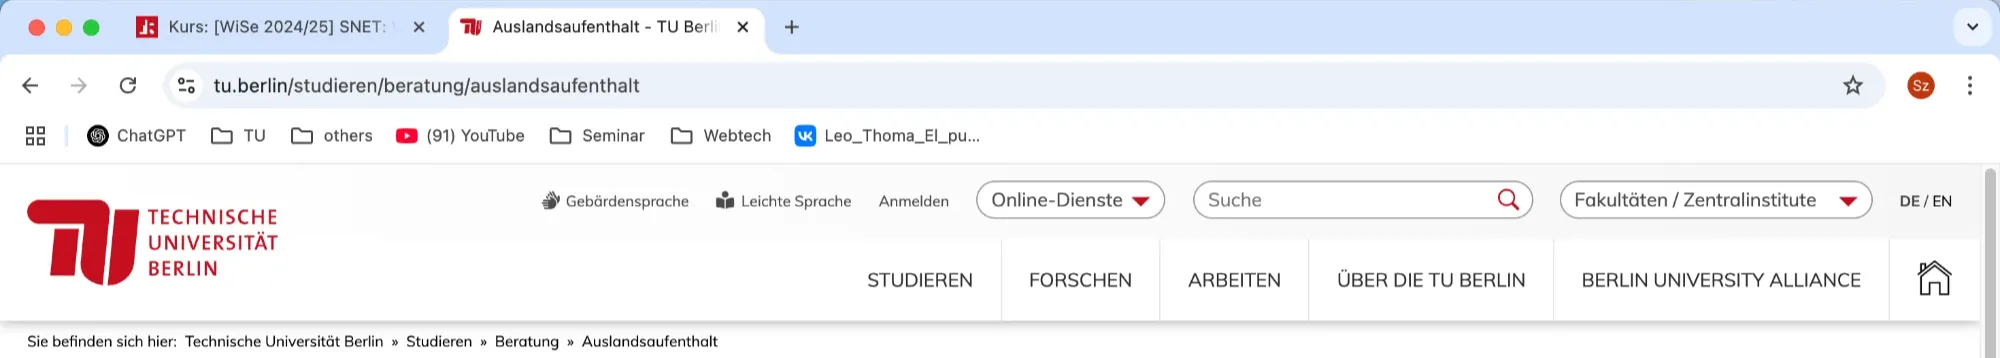 Kurs: [WiSe 2024/25] SNET:
Auslandsaufenthalt - TU Berli
tu.berlin/studieren/beratung/auslandsaufenthalt
Sz
ChatGPT TU others (91) YouTube Seminar Webtech Leo_Thoma_El_pu...
Gebärdensprache Leichte Sprache Anmelden Online-Dienste Suche Fakultäten / Zentralinstitute DE / EN
TECHNISCHE
UNIVERSITÄT
BERLIN
STUDIEREN FORSCHEN ARBEITEN ÜBER DIE TU BERLIN BERLIN UNIVERSITY ALLIANCE
Sie befinden sich hier: Technische Universität Berlin » Studieren » Beratung » Auslandsaufenthalt